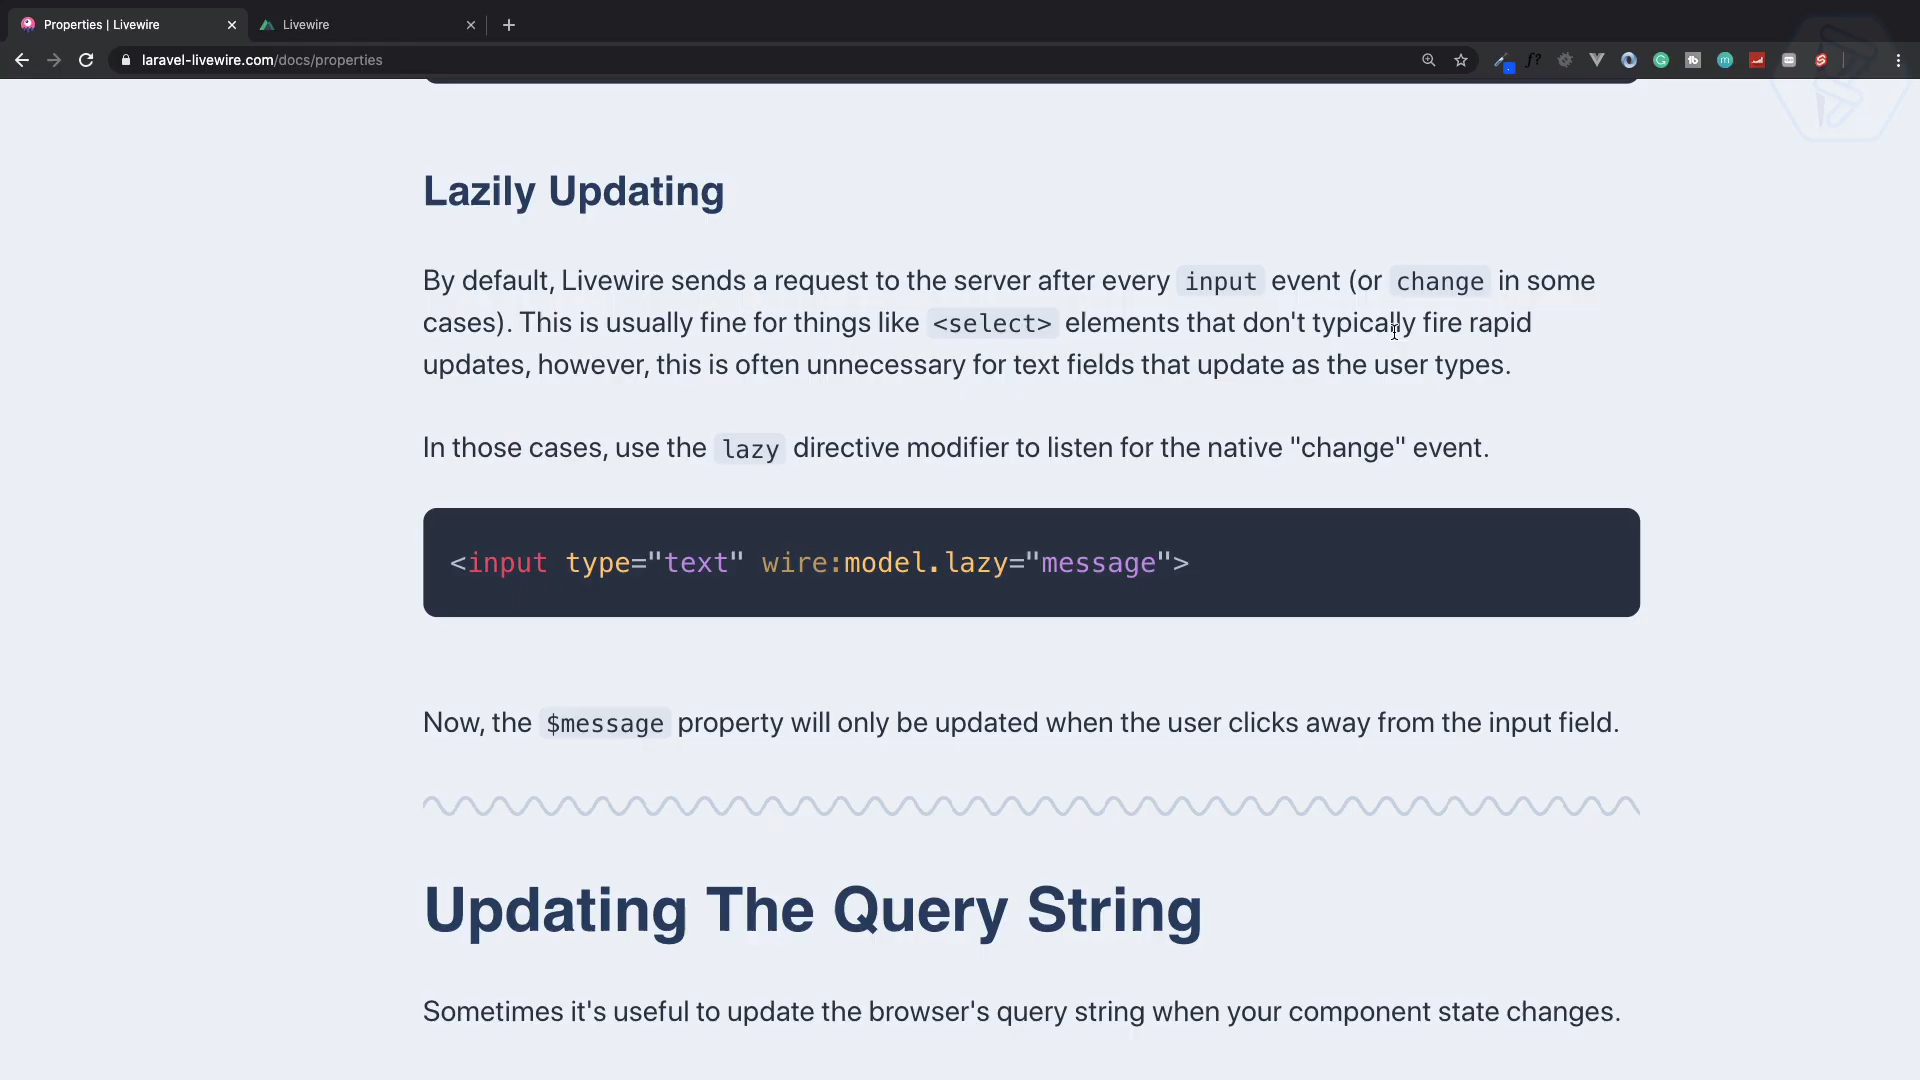 Properties | Livewire
Livewire
laravel-livewire.com/docs/properties
Lazily Updating
By default, Livewire sends a request to the server after every input event (or change in some
cases). This is usually fine for things like <select> elements that don't typically fire rapid
updates, however, this is often unnecessary for text fields that update as the user types.
In those cases, use the lazy directive modifier to listen for the native "change" event.
<input type="text" wire:model.lazy="message">
Now, the $message property will only be updated when the user clicks away from the input field.
Updating The Query String
Sometimes it's useful to update the browser's query string when your component state changes.